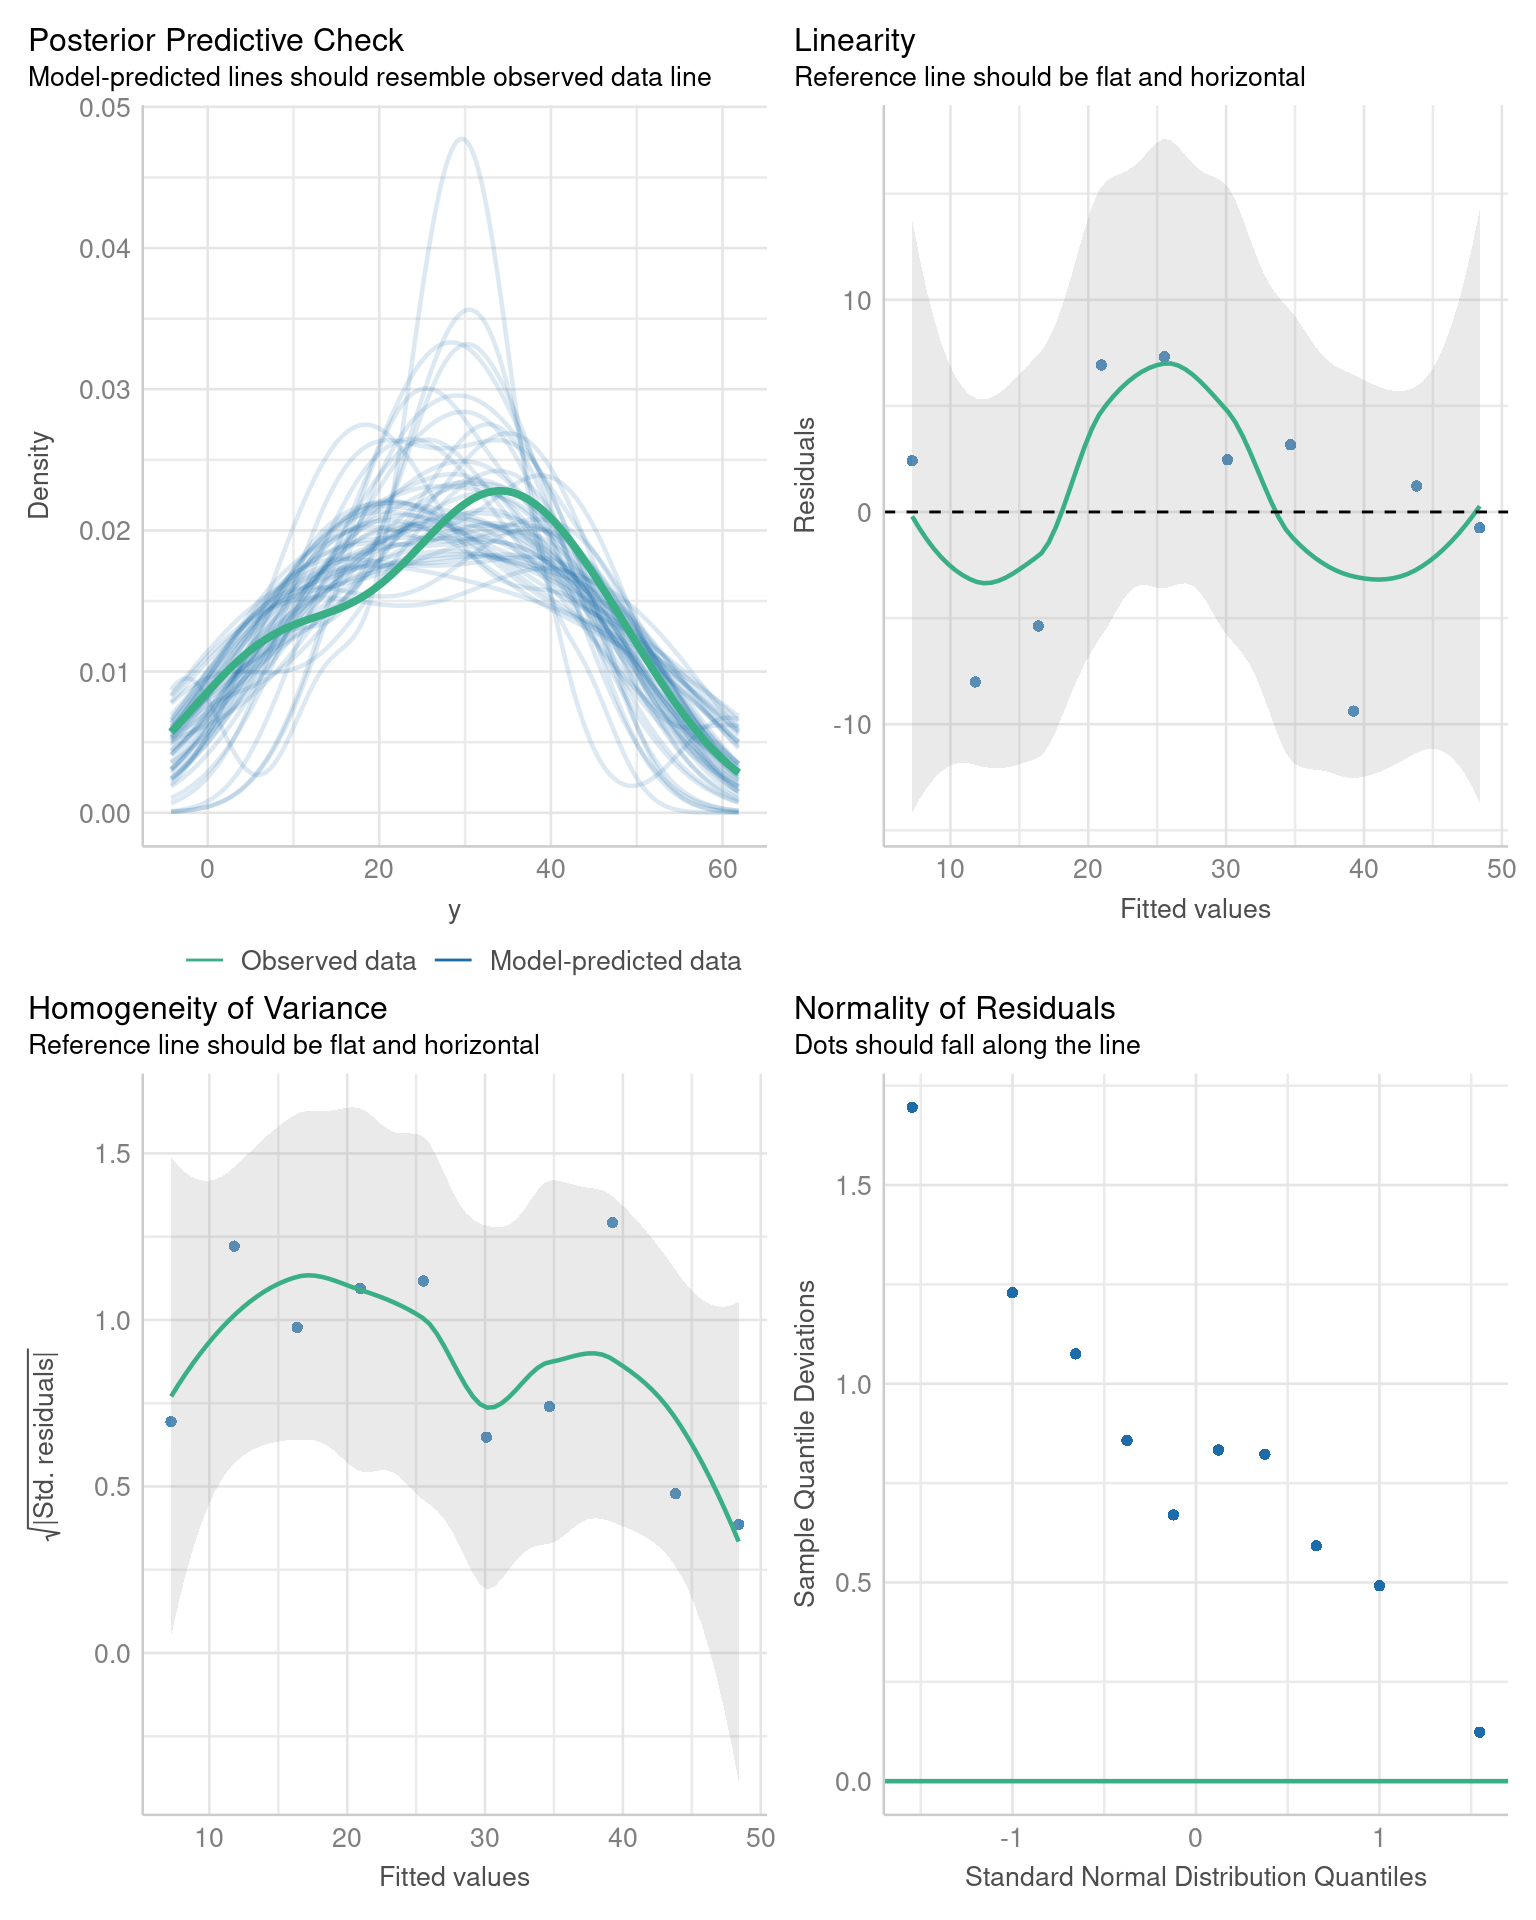 Posterior Predictive Check
Model-predicted lines should resemble observed data line
0.05
0.04
0.03
0.02
0.01
0.00
Density
0 20 40 60
y
Observed data Model-predicted data
Linearity
Reference line should be flat and horizontal
10
0
-10
Residuals
10 20 30 40 50
Fitted values
Homogeneity of Variance
Reference line should be flat and horizontal
1.5
1.0
0.5
0.0
√|Std. residuals|
10 20 30 40 50
Fitted values
Normality of Residuals
Dots should fall along the line
1.5
1.0
0.5
0.0
Sample Quantile Deviations
-1 0 1
Standard Normal Distribution Quantiles